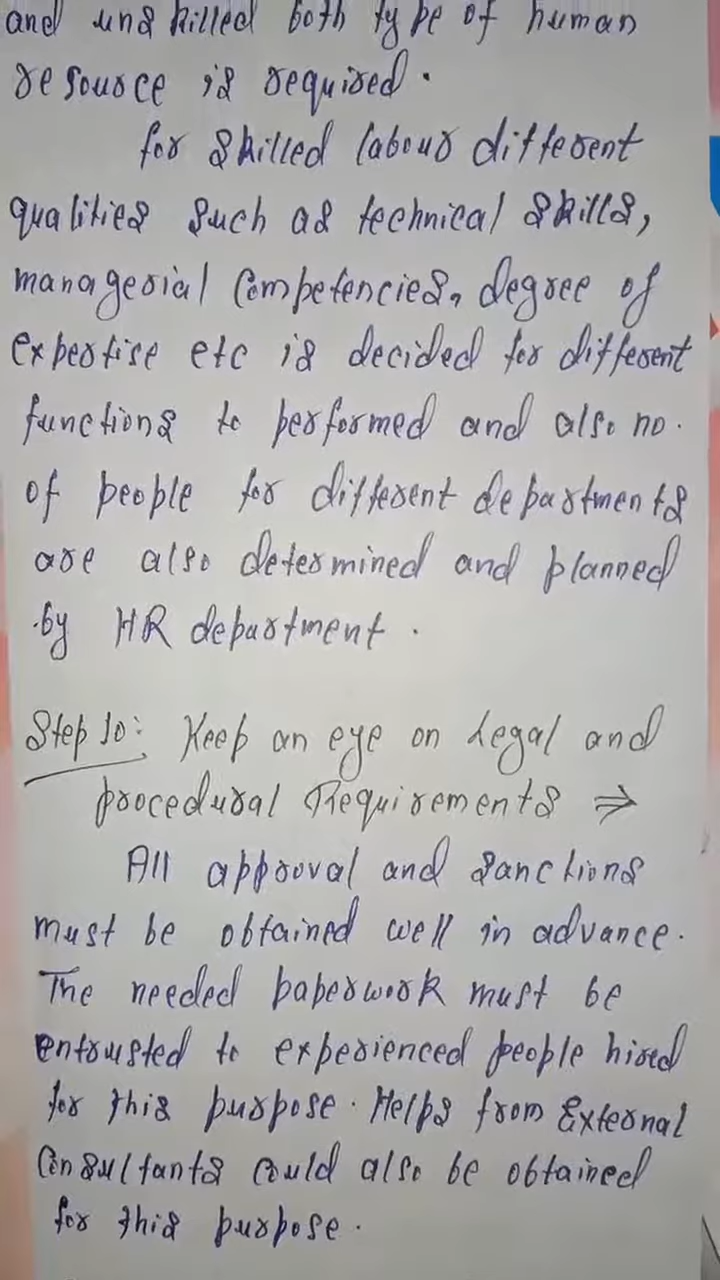 and unskilled both type of human
resource is required.
for skilled labour different
qualities such as technical skills,
managerial Competencies, degree of
expertise etc is decided for different
functions to performed and also no.
of people for different departments
are also determined and planned
by HR department.
Step 10: Keep an eye on Legal and
procedural Requirements ⇒
All approval and sanctions
must be obtained well in advance.
The needed paperwork must be
entrusted to experienced people hired
for this purpose. Helps from External
Consultants Could also be obtained
for this purpose.